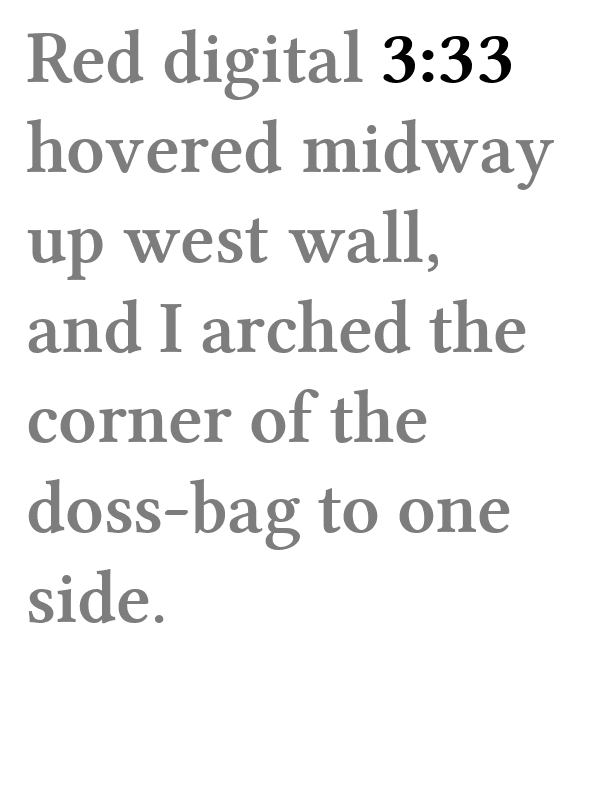 Red digital 3:33
hovered midway
up west wall,
and I arched the
corner of the
doss-bag to one
side.